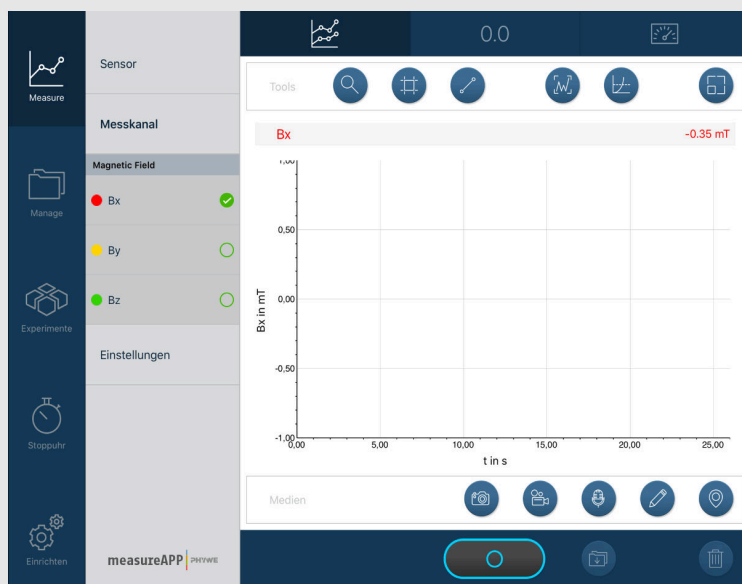 0.0
Measure
Sensor
Tools
Messkanal
Bx
-0.35 mT
Magnetic Field
Manage
Bx
By
Bz
Experimente
Einstellungen
Stoppuhr
Einrichten
1,00
0,50
0,00
-0,50
-1,00
Bx in mT
0,00 5,00 10,00 15,00 20,00 25,00
t in s
Medien
measureAPP PHYWE